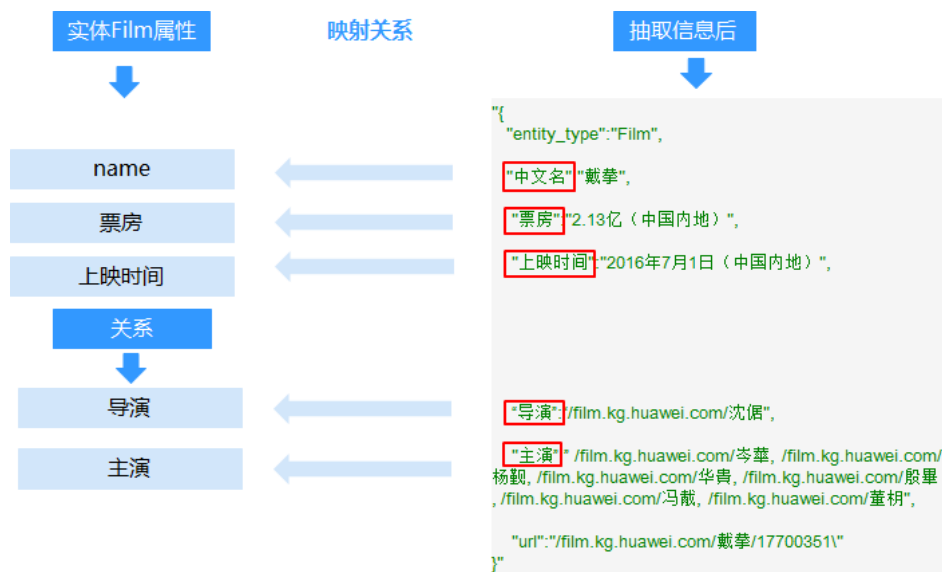 实体Film属性
映射关系
抽取信息后
"{
"entity_type":"Film",
name
"中文名" "戴摹",
票房
"票房":"2.13亿（中国内地）",
上映时间
"上映时间":"2016年7月1日（中国内地）",
关系
导演
"导演":"/film.kg.huawei.com/沈倨",
主演
"主演":" /film.kg.huawei.com/岑華, /film.kg.huawei.com/
杨觐, /film.kg.huawei.com/华貴, /film.kg.huawei.com/殷畢
, /film.kg.huawei.com/冯戴, /film.kg.huawei.com/董枂",
"url":"/film.kg.huawei.com/戴摹/17700351\"
}"